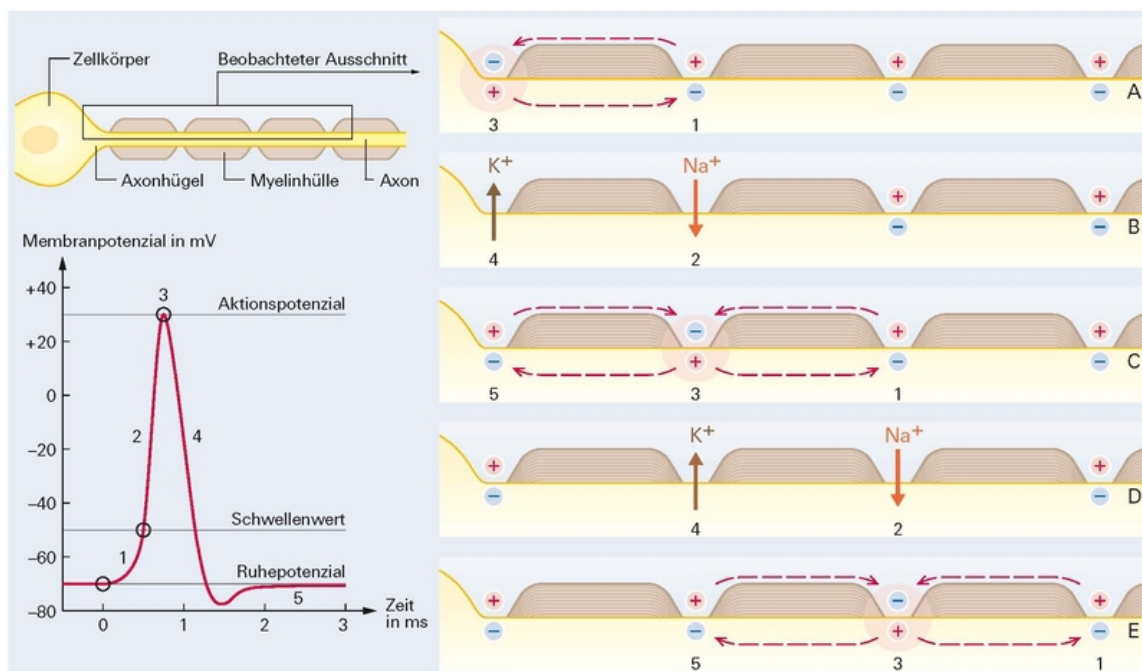 Zellkörper
Beobachteter Ausschnitt
Axonhügel
Myelinhülle
Axon
Membranpotenzial in mV
+40
+20
0
–20
–40
–60
–80
3
Aktionspotenzial
2
4
Schwellenwert
1
Ruhepotenzial
5
0
1
2
3
Zeit
in ms
– + + +
+ – – –
A
3 1
K+ Na+
+ +
– –
B
4 2
+ – + +
– + – –
C
5 3 1
K+ Na+
+ +
– –
D
4 2
+ + – +
– – + –
E
5 3 1